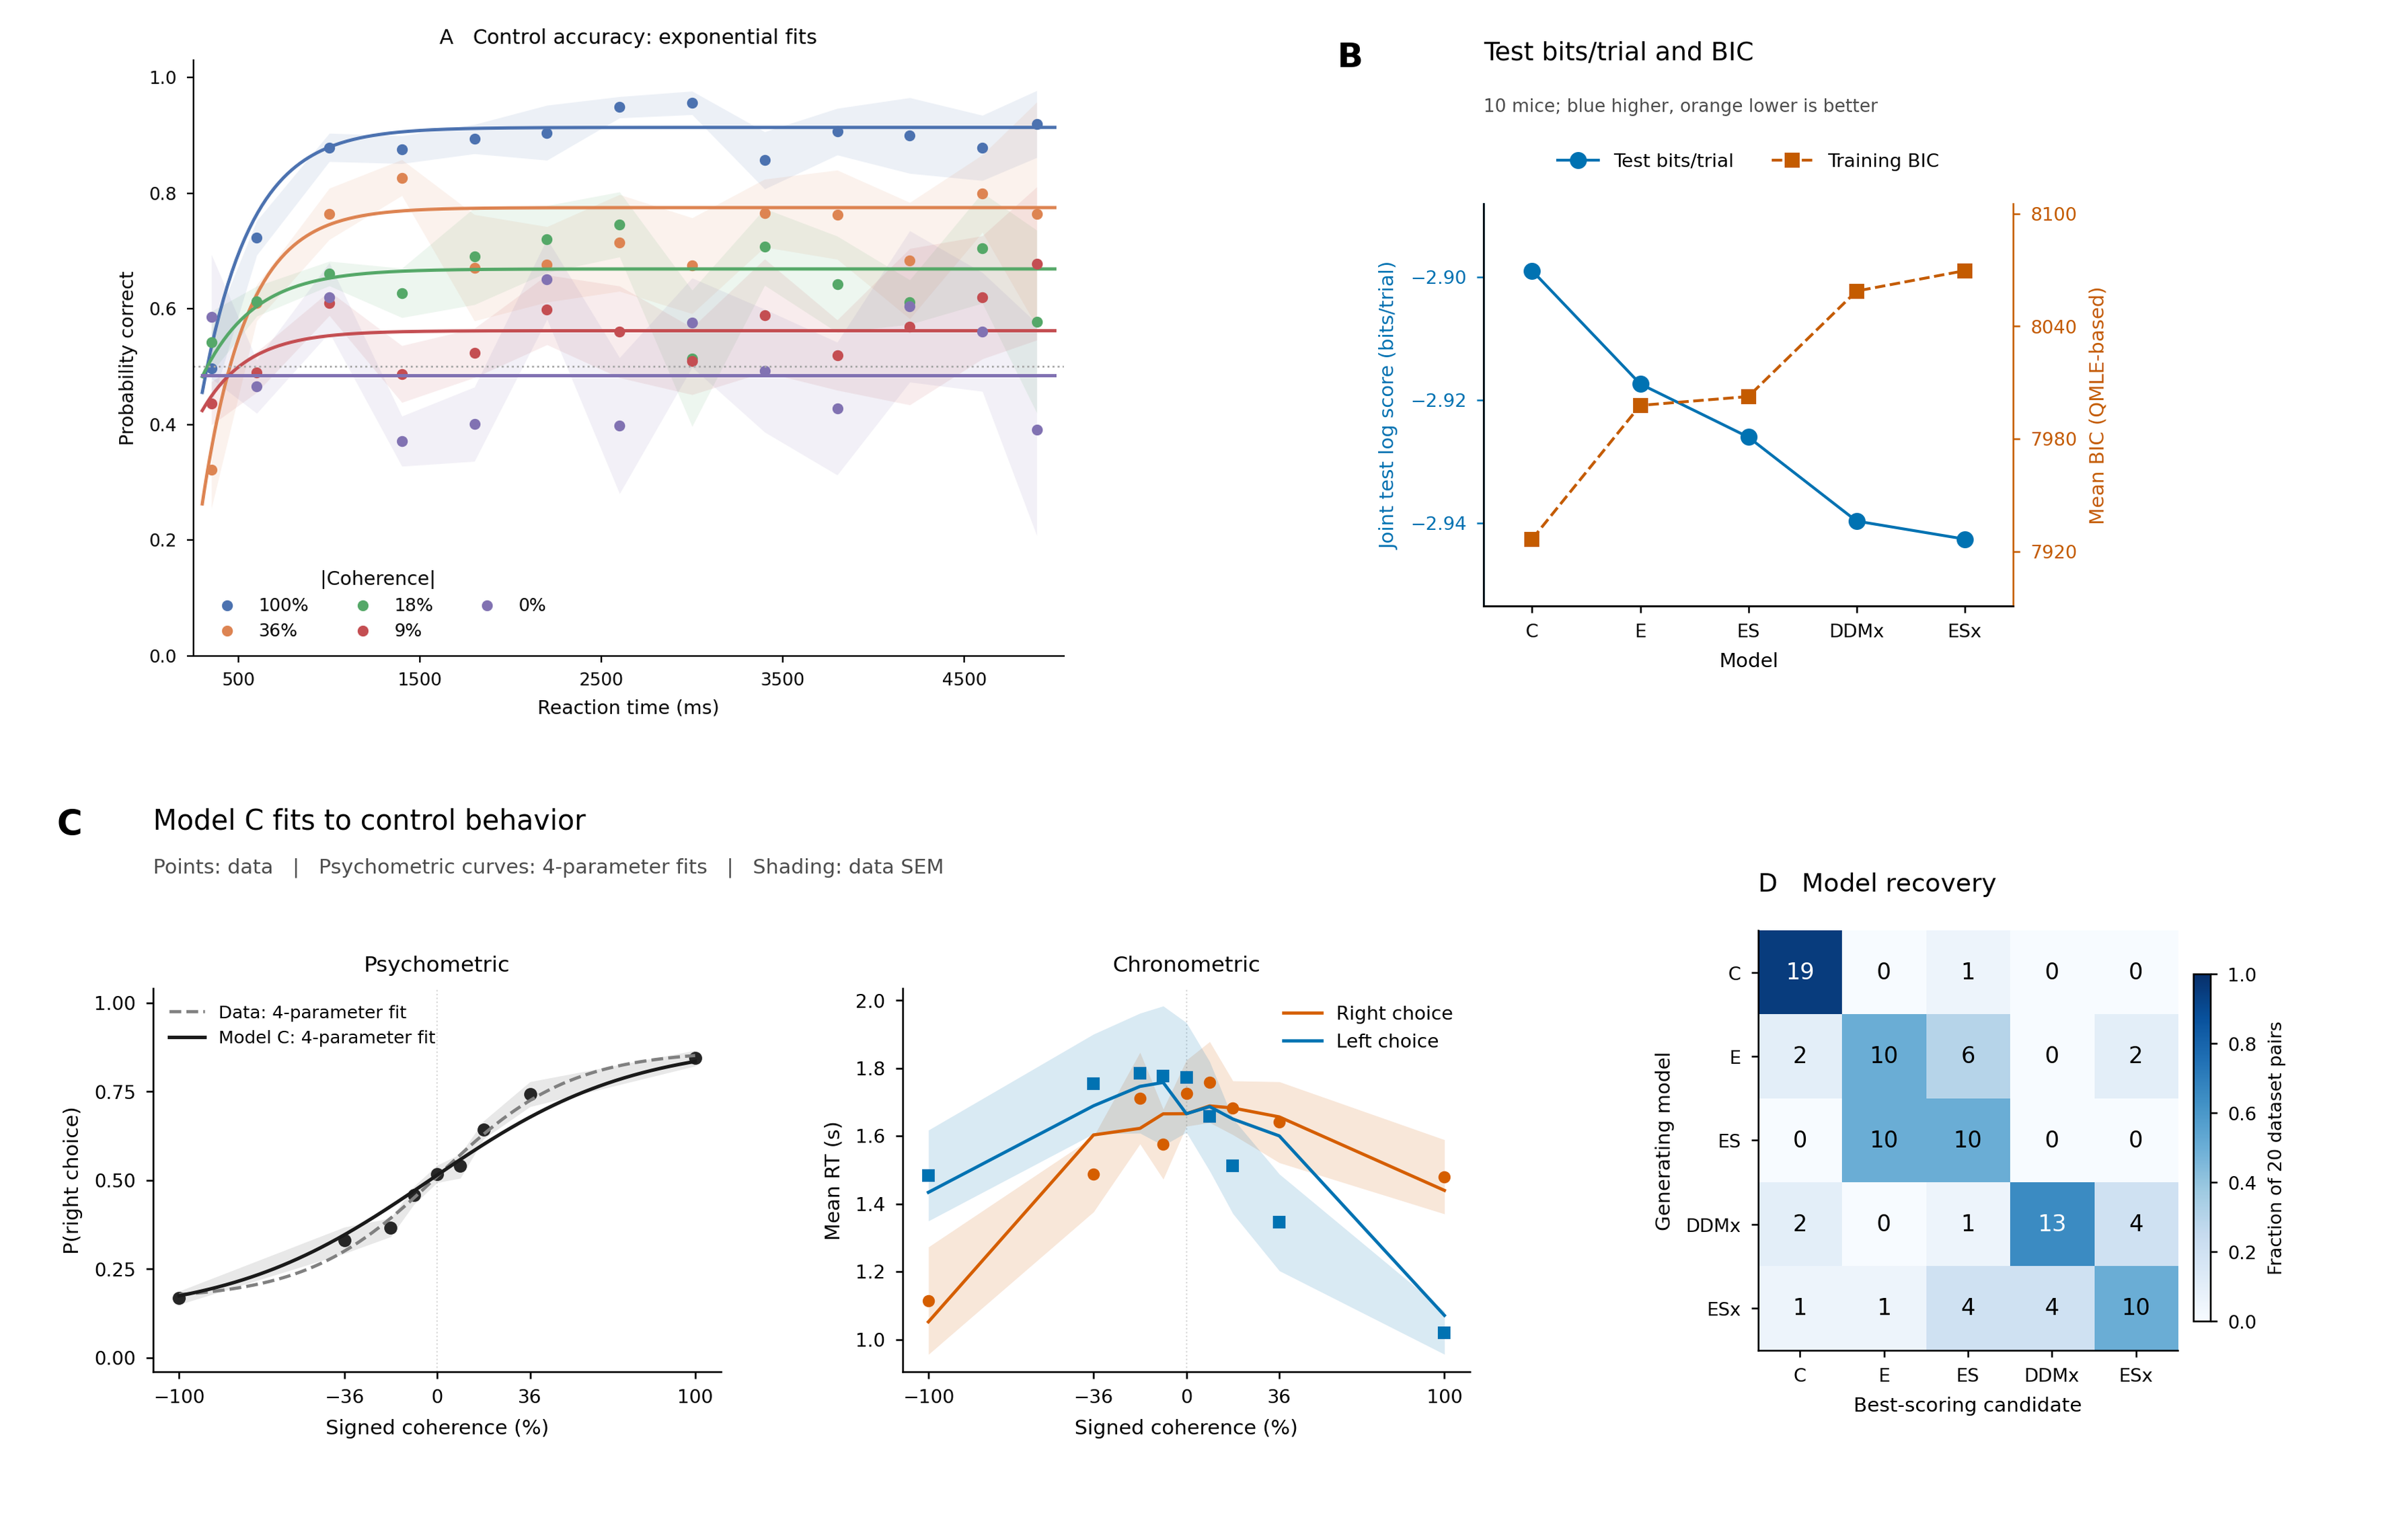 A Control accuracy: exponential fits
1.0
0.8
0.6
0.4
0.2
0.0
Probability correct
|Coherence|
100%
18%
0%
36%
9%
500
1500
2500
3500
4500
Reaction time (ms)
B
Test bits/trial and BIC
10 mice; blue higher, orange lower is better
Test bits/trial
Training BIC
−2.90
−2.92
−2.94
Joint test log score (bits/trial)
8100
8040
7980
7920
Mean BIC (QMLE-based)
C
E
ES
DDMx
ESx
Model
C
Model C fits to control behavior
Points: data | Psychometric curves: 4-parameter fits | Shading: data SEM
Psychometric
1.00
0.75
0.50
0.25
0.00
P(right choice)
Data: 4-parameter fit
Model C: 4-parameter fit
−100
−36
0
36
100
Signed coherence (%)
Chronometric
2.0
1.8
1.6
1.4
1.2
1.0
Mean RT (s)
Right choice
Left choice
−100
−36
0
36
100
Signed coherence (%)
D Model recovery
Generating model
C 19 0 1 0 0
E 2 10 6 0 2
ES 0 10 10 0 0
DDMx 2 0 1 13 4
ESx 1 1 4 4 10
C E ES DDMx ESx
Best-scoring candidate
1.0
0.8
0.6
0.4
0.2
0.0
Fraction of 20 dataset pairs